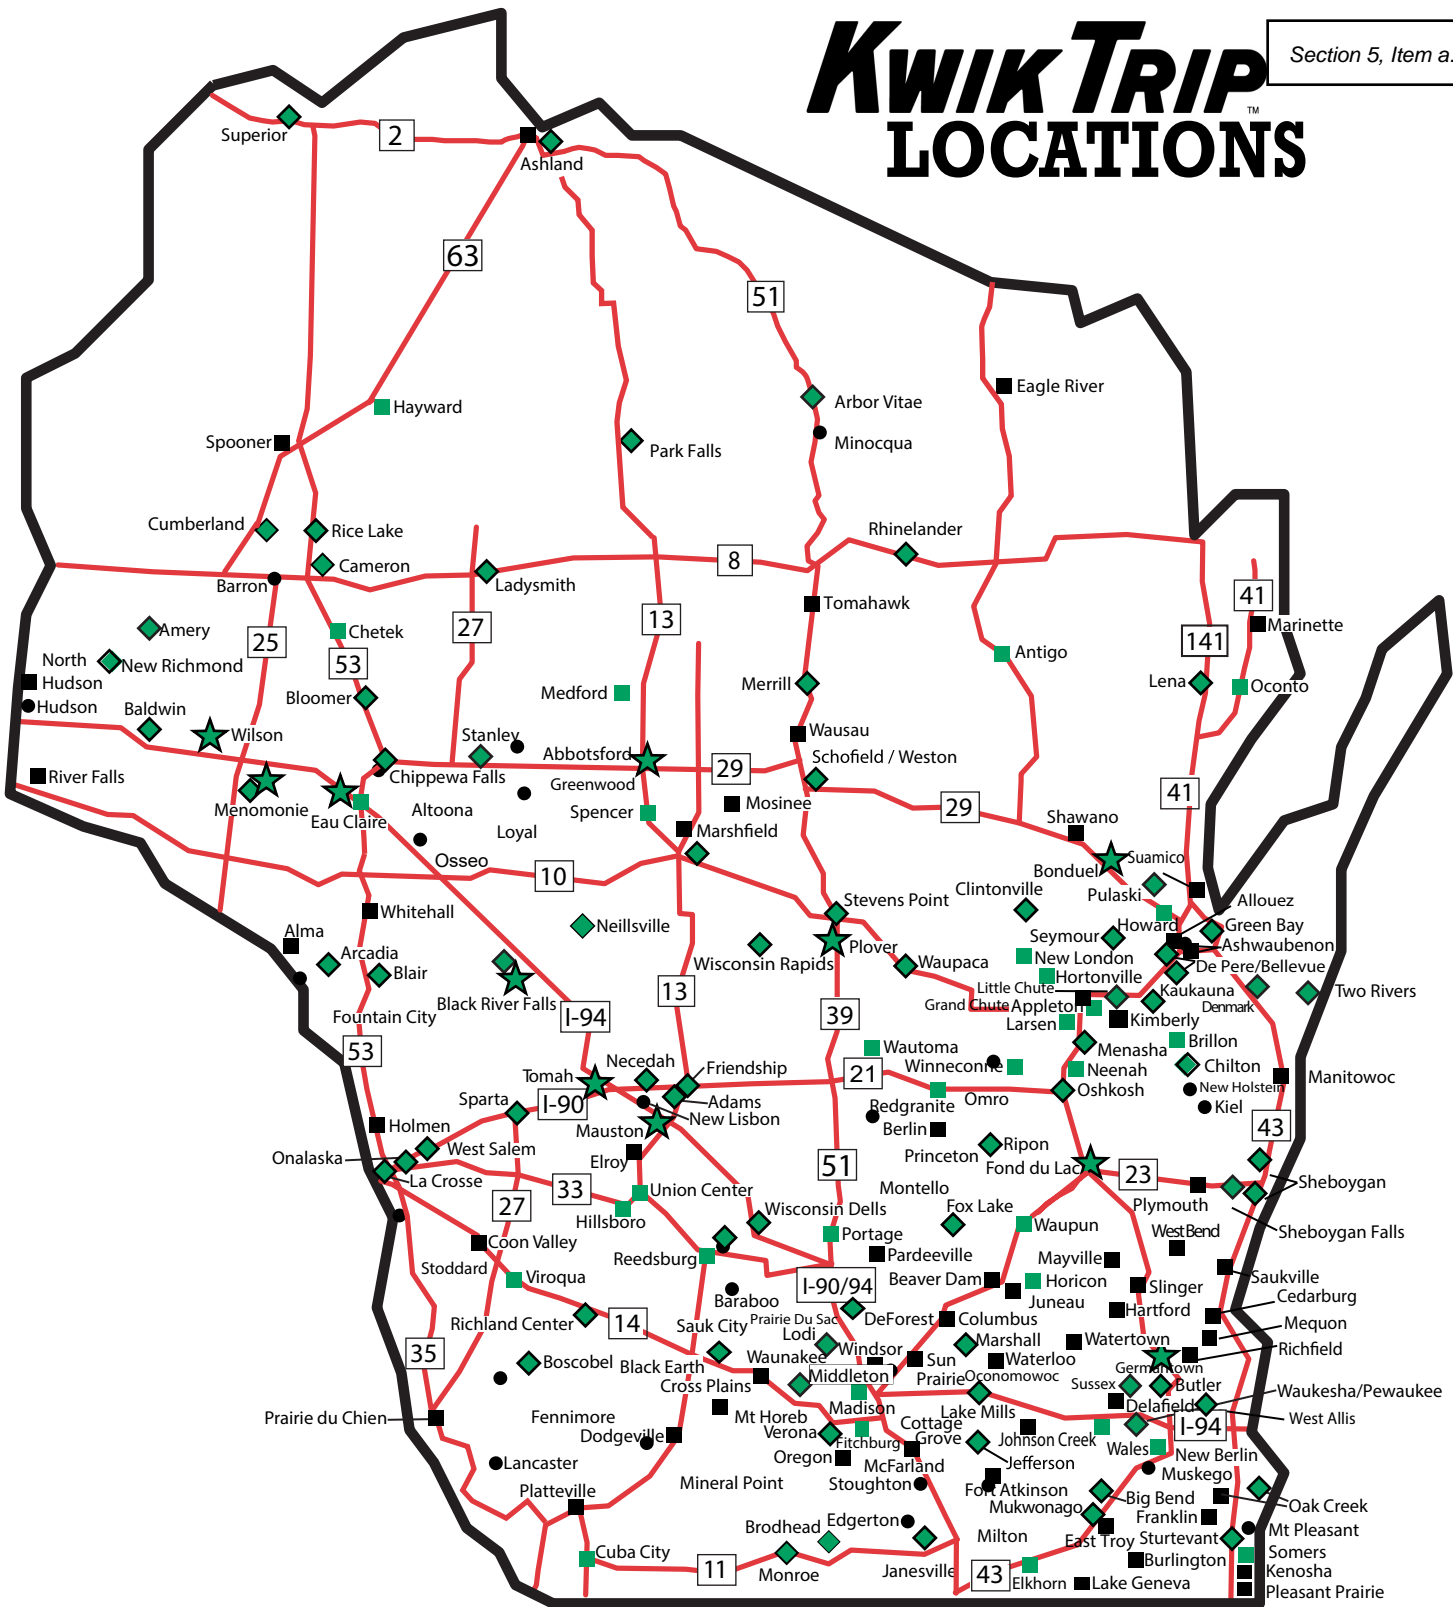 KWIK TRIP™
LOCATIONS
Section 5, Item a.
Superior
2
Ashland
63
51
Eagle River
Hayward
Arbor Vitae
Spooner
Minocqua
Park Falls
Cumberland
Rice Lake
Rhinelander
Cameron
8
Barron
Ladysmith
41
Tomahawk
13
Marinette
Amery
25
27
Chetek
141
53
Antigo
North
Hudson
New Richmond
Hudson
Bloomer
Medford
Merrill
Lena
Oconto
Baldwin
Wilson
Stanley
Wausau
Abbotsford
Schofield / Weston
River Falls
Chippewa Falls
29
Greenwood
Menomonie
Altoona
Mosinee
29
41
Eau Claire
Loyal
Spencer
Marshfield
Shawano
Osseo
Suamico
Bonduel
10
Clintonville
Pulaski
Stevens Point
Allouez
Whitehall
Neillsville
Howard
Green Bay
Alma
Seymour
Ashwaubenon
Arcadia
Plover
New London
De Pere/Bellevue
Blair
Wisconsin Rapids
Waupaca
Hortonville
Little Chute
Kaukauna
Two Rivers
Black River Falls
13
Grand Chute
Appleton
Denmark
Fountain City
I-94
39
Larsen
Kimberly
53
Wautoma
Menasha
Brillon
Necedah
Friendship
Winneconne
Neenah
Chilton
Tomah
21
Manitowoc
Sparta
I-90
Adams
Omro
Oshkosh
New Holstein
New Lisbon
Redgranite
Kiel
Holmen
Mauston
Berlin
43
West Salem
Elroy
51
Princeton
Ripon
Onalaska
Fond du Lac
23
La Crosse
33
Union Center
Sheboygan
27
Hillsboro
Wisconsin Dells
Montello
Plymouth
Fox Lake
Waupun
Sheboygan Falls
Coon Valley
Reedsburg
Portage
West Bend
Stoddard
Pardeeville
Mayville
Viroqua
I-90/94
Beaver Dam
Horicon
Slinger
Saukville
Baraboo
Juneau
Cedarburg
Richland Center
14
Prairie Du Sac
DeForest
Columbus
Hartford
Sauk City
Lodi
Mequon
35
Windsor
Marshall
Watertown
Richfield
Boscobel
Black Earth
Waunakee
Sun
Prairie
Waterloo
Germantown
Cross Plains
Middleton
Oconomowoc
Sussex
Butler
Waukesha/Pewaukee
Prairie du Chien
Madison
Lake Mills
Delafield
West Allis
Fennimore
Mt Horeb
Cottage
Grove
I-94
Dodgeville
Verona
Fitchburg
Johnson Creek
Wales
New Berlin
Lancaster
Oregon
McFarland
Jefferson
Muskego
Mineral Point
Stoughton
Fort Atkinson
Platteville
Mukwonago
Big Bend
Oak Creek
Franklin
Edgerton
Milton
East Troy
Sturtevant
Mt Pleasant
Brodhead
Somers
Cuba City
Burlington
11
Monroe
Janesville
43
Elkhorn
Lake Geneva
Kenosha
Pleasant Prairie